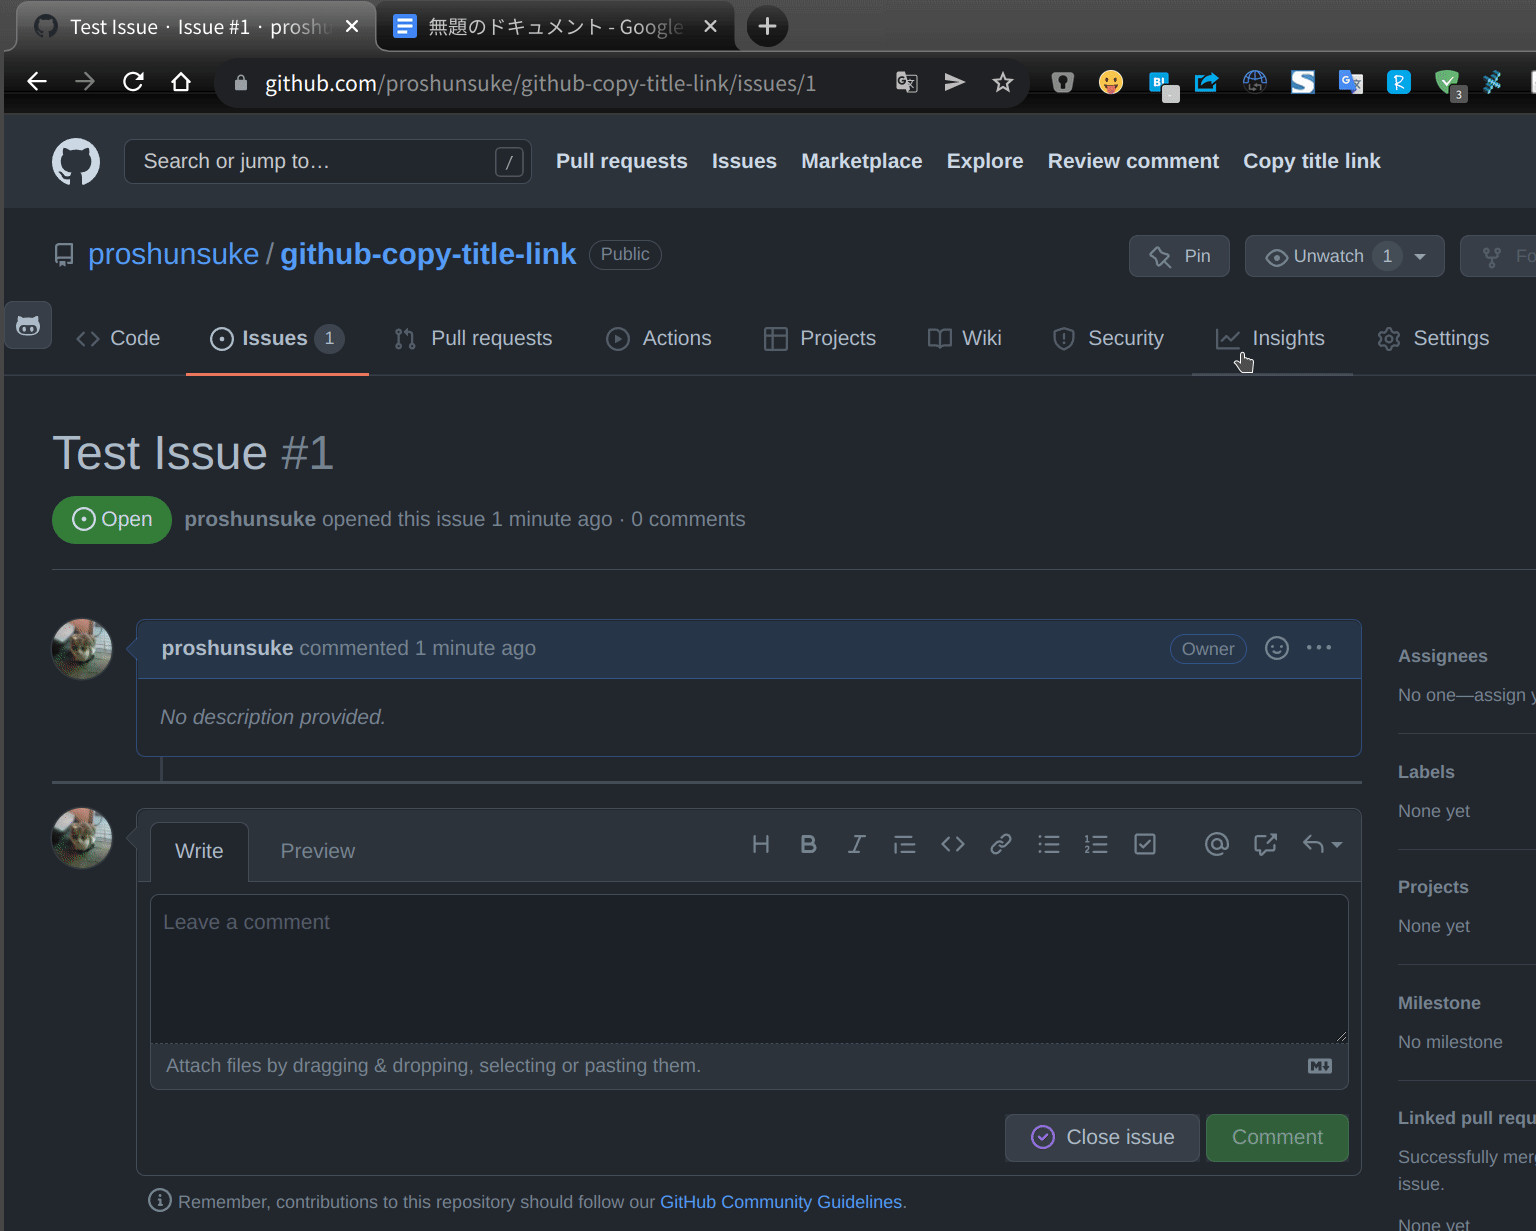 Test Issue · Issue #1 · proshu
無題のドキュメント - Google
github.com/proshunsuke/github-copy-title-link/issues/1
3
Search or jump to… /
Pull requests Issues Marketplace Explore Review comment Copy title link
proshunsuke / github-copy-title-link Public
Pin
Unwatch 1
Fo
Code Issues 1 Pull requests Actions Projects Wiki Security Insights Settings
Test Issue #1
Open proshunsuke opened this issue 1 minute ago · 0 comments
proshunsuke commented 1 minute ago
Owner
No description provided.
Write Preview
Leave a comment
Attach files by dragging & dropping, selecting or pasting them.
Close issue Comment
Remember, contributions to this repository should follow our GitHub Community Guidelines.
Assignees
No one—assign y
Labels
None yet
Projects
None yet
Milestone
No milestone
Linked pull requ
Successfully mer
issue.
None yet